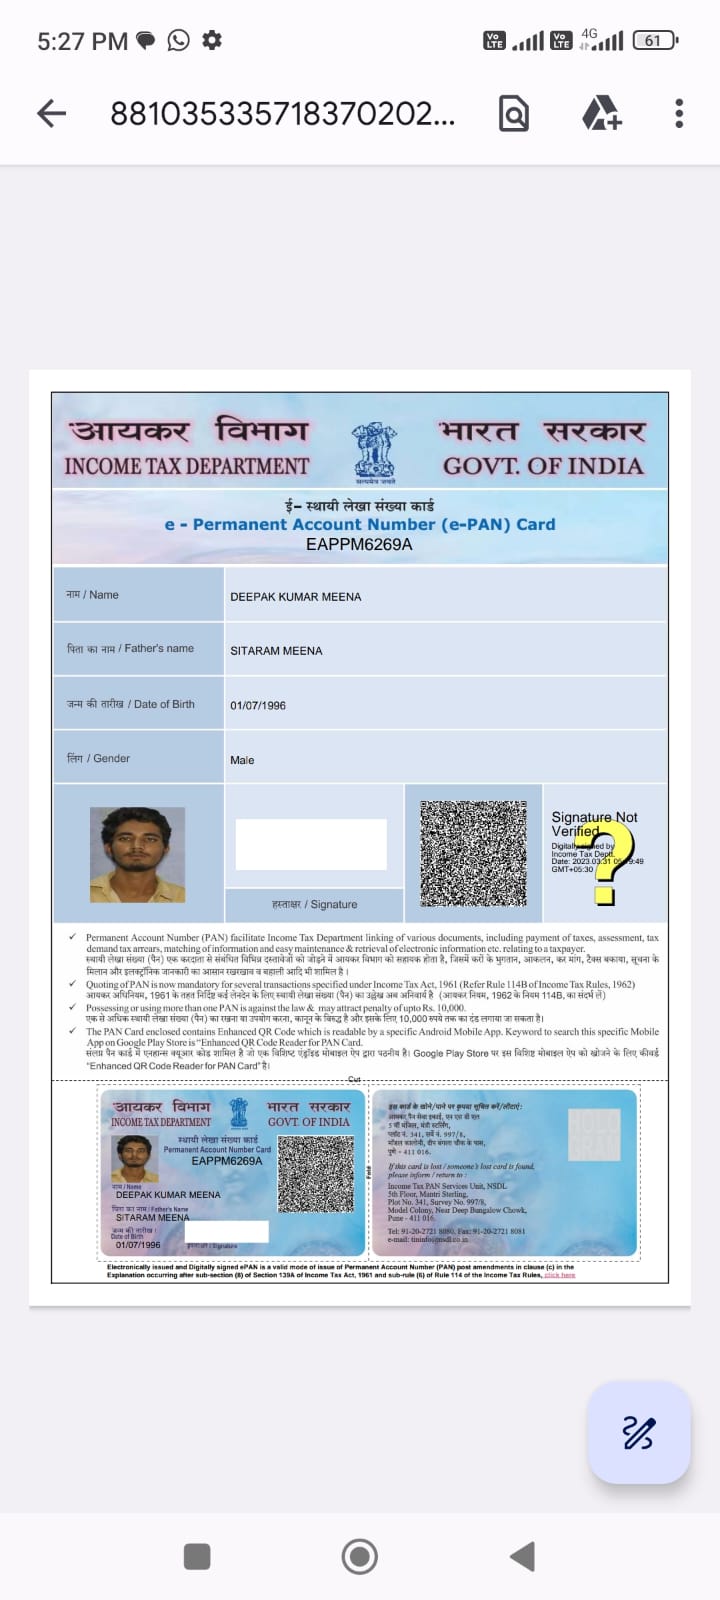 5:27 PM
Vo LTE Vo LTE 4G 61
881035335718370202...
आयकर विभाग भारत सरकार
INCOME TAX DEPARTMENT GOVT. OF INDIA
सत्यमेव जयते
ई– स्थायी लेखा संख्या कार्ड
e - Permanent Account Number (e-PAN) Card
EAPPM6269A
नाम / Name DEEPAK KUMAR MEENA
पिता का नाम / Father's name SITARAM MEENA
जन्म की तारीख / Date of Birth 01/07/1996
लिंग / Gender Male
हस्ताक्षर / Signature
Signature Not
Verified
Digitally signed by
Income Tax Deptt.
Date: 2023.03.31
GMT+05:30
✓ Permanent Account Number (PAN) facilitate Income Tax Department linking of various documents, including payment of taxes, assessment, tax
demand tax arrears, matching of information and easy maintenance & retrieval of electronic information etc. relating to a taxpayer.
स्थायी लेखा संख्या (पैन) एक करदाता से संबंधित विभिन्न दस्तावेजों को जोड़ने में आयकर विभाग को सहायक होता है, जिसमें करों के भुगतान, आकलन, कर मांग, टैक्स बकाया, सूचना के
मिलान और इलक्ट्रॉनिक जानकारी का आसान रखरखाव व बहाली आदि भी शामिल है ।
✓ Quoting of PAN is now mandatory for several transactions specified under Income Tax Act, 1961 (Refer Rule 114B of Income Tax Rules, 1962)
आयकर अधिनियम, 1961 के तहत निर्दिष्ट कई लेनदेन के लिए स्थायी लेखा संख्या (पैन) का उल्लेख अब अनिवार्य है (आयकर नियम, 1962 के नियम 114B, का संदर्भ लें)
✓ Possessing or using more than one PAN is against the law & may attract penalty of upto Rs. 10,000.
एक से अधिक स्थायी लेखा संख्या (पैन) का रखना या उपयोग करना, कानून के विरुद्ध है और इसके लिए 10,000 रुपये तक का दंड लगाया जा सकता है।
✓ The PAN Card enclosed contains Enhanced QR Code which is readable by a specific Android Mobile App. Keyword to search this specific Mobile
App on Google Play Store is "Enhanced QR Code Reader for PAN Card.
संलग्न पैन कार्ड में एनहान्स क्यूआर कोड शामिल है जो एक विशिष्ट एंड्रॉइड मोबाइल ऐप द्वारा पठनीय है। Google Play Store पर इस विशिष्ट मोबाइल ऐप को खोजने के लिए कीवर्ड
"Enhanced QR Code Reader for PAN Card" है।
Cut
आयकर विभाग भारत सरकार
INCOME TAX DEPARTMENT GOVT. OF INDIA
स्थायी लेखा संख्या कार्ड
Permanent Account Number Card
EAPPM6269A
नाम / Name
DEEPAK KUMAR MEENA
पिता का नाम / Father's Name
SITARAM MEENA
जन्म की तारीख /
Date of Birth
01/07/1996
हस्ताक्षर / Signature
Fold
इस कार्ड के खोने/पाने पर कृपया सूचित करें/लौटाएं:
आयकर पैन सेवा इकाई, एन एस डी एल
5 वीं मंजिल, मंत्री स्टर्लिंग,
प्लॉट नं. 341, सर्वे नं. 997/8,
मॉडल कालोनी, दीप बंगला चौक के पास,
पुणे - 411 016.
If this card is lost / someone's lost card is found,
please inform / return to :
Income Tax PAN Services Unit, NSDL
5th Floor, Mantri Sterling,
Plot No. 341, Survey No. 997/8,
Model Colony, Near Deep Bungalow Chowk,
Pune - 411 016.
Tel: 91-20-2721 8080, Fax: 91-20-2721 8081
e-mail: tininfo@nsdl.co.in
Electronically issued and Digitally signed ePAN is a valid mode of issue of Permanent Account Number (PAN) post amendments in clause (c) in the
Explanation occurring after sub-section (8) of Section 139A of Income Tax Act, 1961 and sub-rule (6) of Rule 114 of the Income Tax Rules, click here